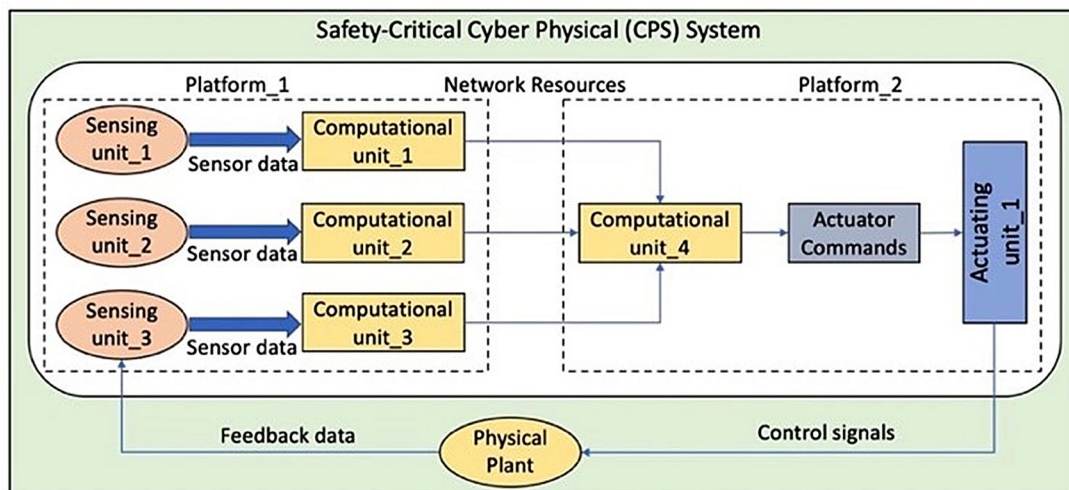 Safety-Critical Cyber Physical (CPS) System
Platform_1
Network Resources
Platform_2
Sensing
unit_1
Sensor data
Computational
unit_1
Sensing
unit_2
Sensor data
Computational
unit_2
Sensing
unit_3
Sensor data
Computational
unit_3
Computational
unit_4
Actuator
Commands
Actuating
unit_1
Feedback data
Physical
Plant
Control signals